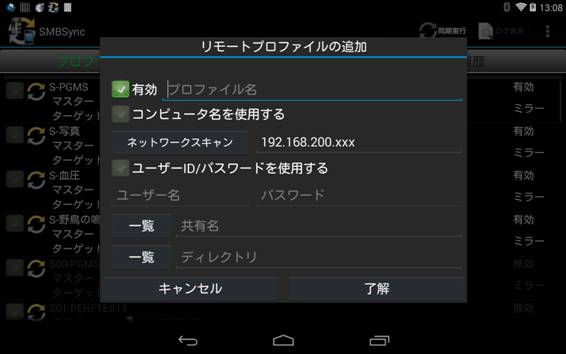 13:08
SMBSync
同期実行
ログ表示
リモートプロファイルの追加
プロフ
履歴
有効
プロファイル名
コンピュータ名を使用する
ネットワークスキャン
192.168.200.xxx
ユーザーID/パスワードを使用する
ユーザー名
パスワード
一覧
共有名
一覧
ディレクトリ
キャンセル
了解
S-PGMS
マスター
ターゲット
有効
ミラー
S-写真
マスター
ターゲット
有効
ミラー
S-血圧
マスター
ターゲット
有効
ミラー
S-野鳥の鳴
マスター
ターゲット
有効
ミラー
S00-PGMS
マスター
ターゲット
無効
ミラー
S01-PERFTEST1
無効